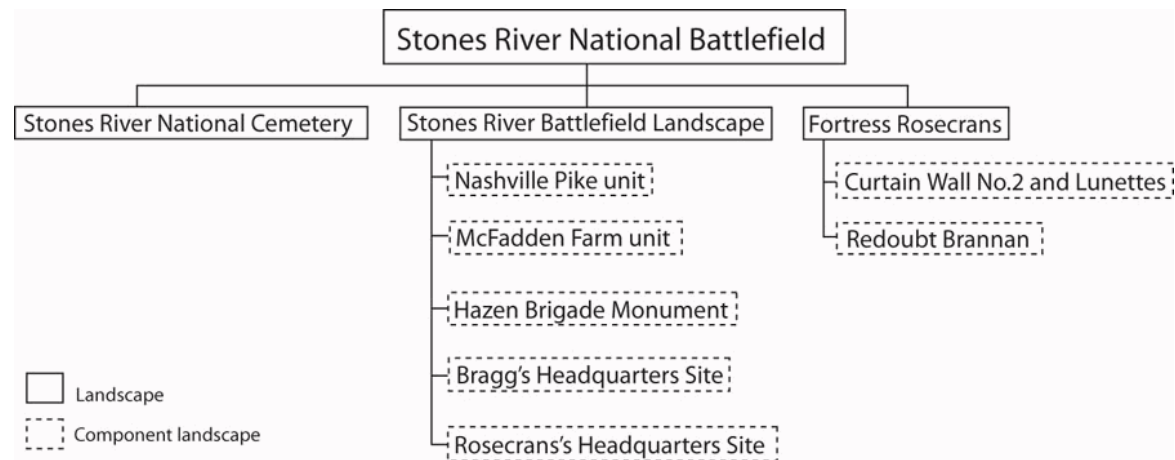 Stones River National Battlefield
Stones River National Cemetery
Stones River Battlefield Landscape
Fortress Rosecrans
Nashville Pike unit
McFadden Farm unit
Hazen Brigade Monument
Bragg's Headquarters Site
Rosecrans's Headquarters Site
Curtain Wall No.2 and Lunettes
Redoubt Brannan
Landscape
Component landscape